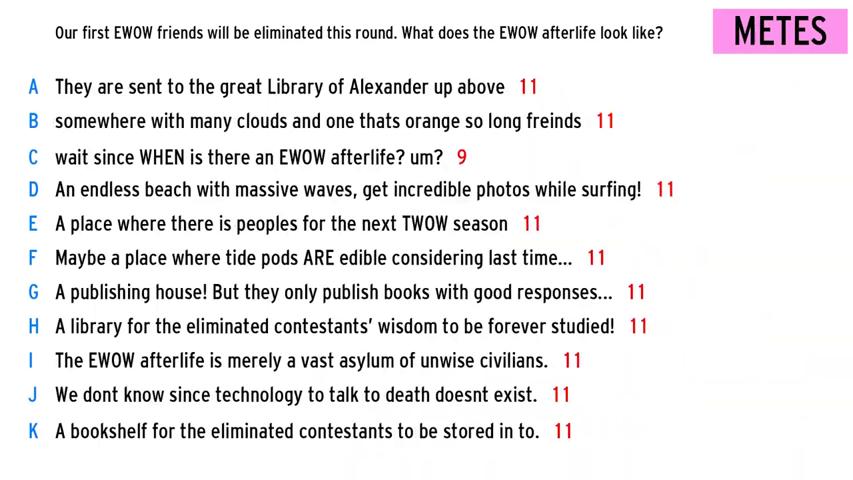 Our first EWOW friends will be eliminated this round. What does the EWOW afterlife look like?
METES
A They are sent to the great Library of Alexander up above 11
B somewhere with many clouds and one thats orange so long freinds 11
C wait since WHEN is there an EWOW afterlife? um? 9
D An endless beach with massive waves, get incredible photos while surfing! 11
E A place where there is peoples for the next TWOW season 11
F Maybe a place where tide pods ARE edible considering last time... 11
G A publishing house! But they only publish books with good responses... 11
H A library for the eliminated contestants' wisdom to be forever studied! 11
I The EWOW afterlife is merely a vast asylum of unwise civilians. 11
J We dont know since technology to talk to death doesnt exist. 11
K A bookshelf for the eliminated contestants to be stored in to. 11